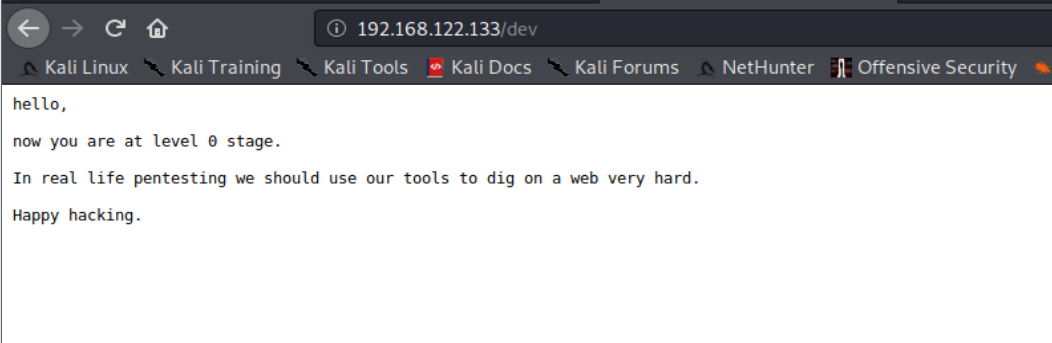 192.168.122.133/dev
Kali Linux Kali Training Kali Tools Kali Docs Kali Forums NetHunter Offensive Security
hello,
now you are at level 0 stage.
In real life pentesting we should use our tools to dig on a web very hard.
Happy hacking.